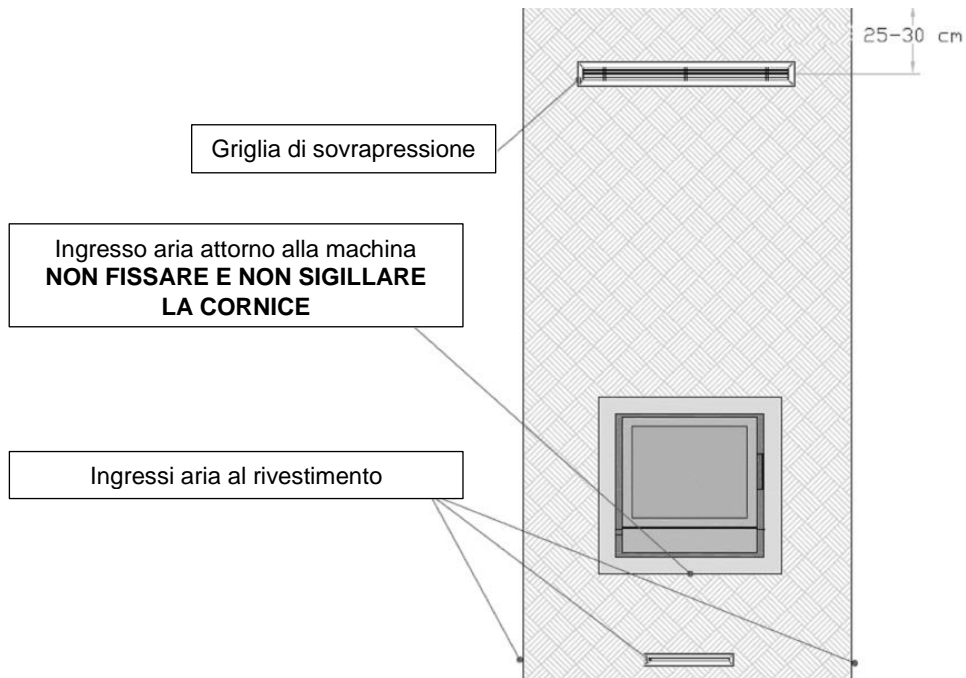 25-30 cm
Griglia di sovrapressione
Ingresso aria attorno alla machina
NON FISSARE E NON SIGILLARE
LA CORNICE
Ingressi aria al rivestimento